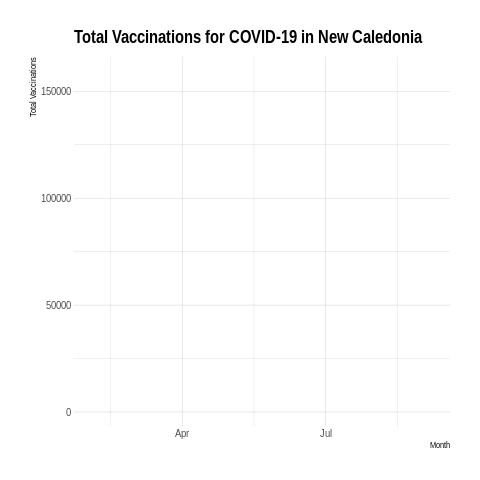 Total Vaccinations for COVID-19 in New Caledonia
Total Vaccinations
150000
100000
50000
0
Apr Jul
Month